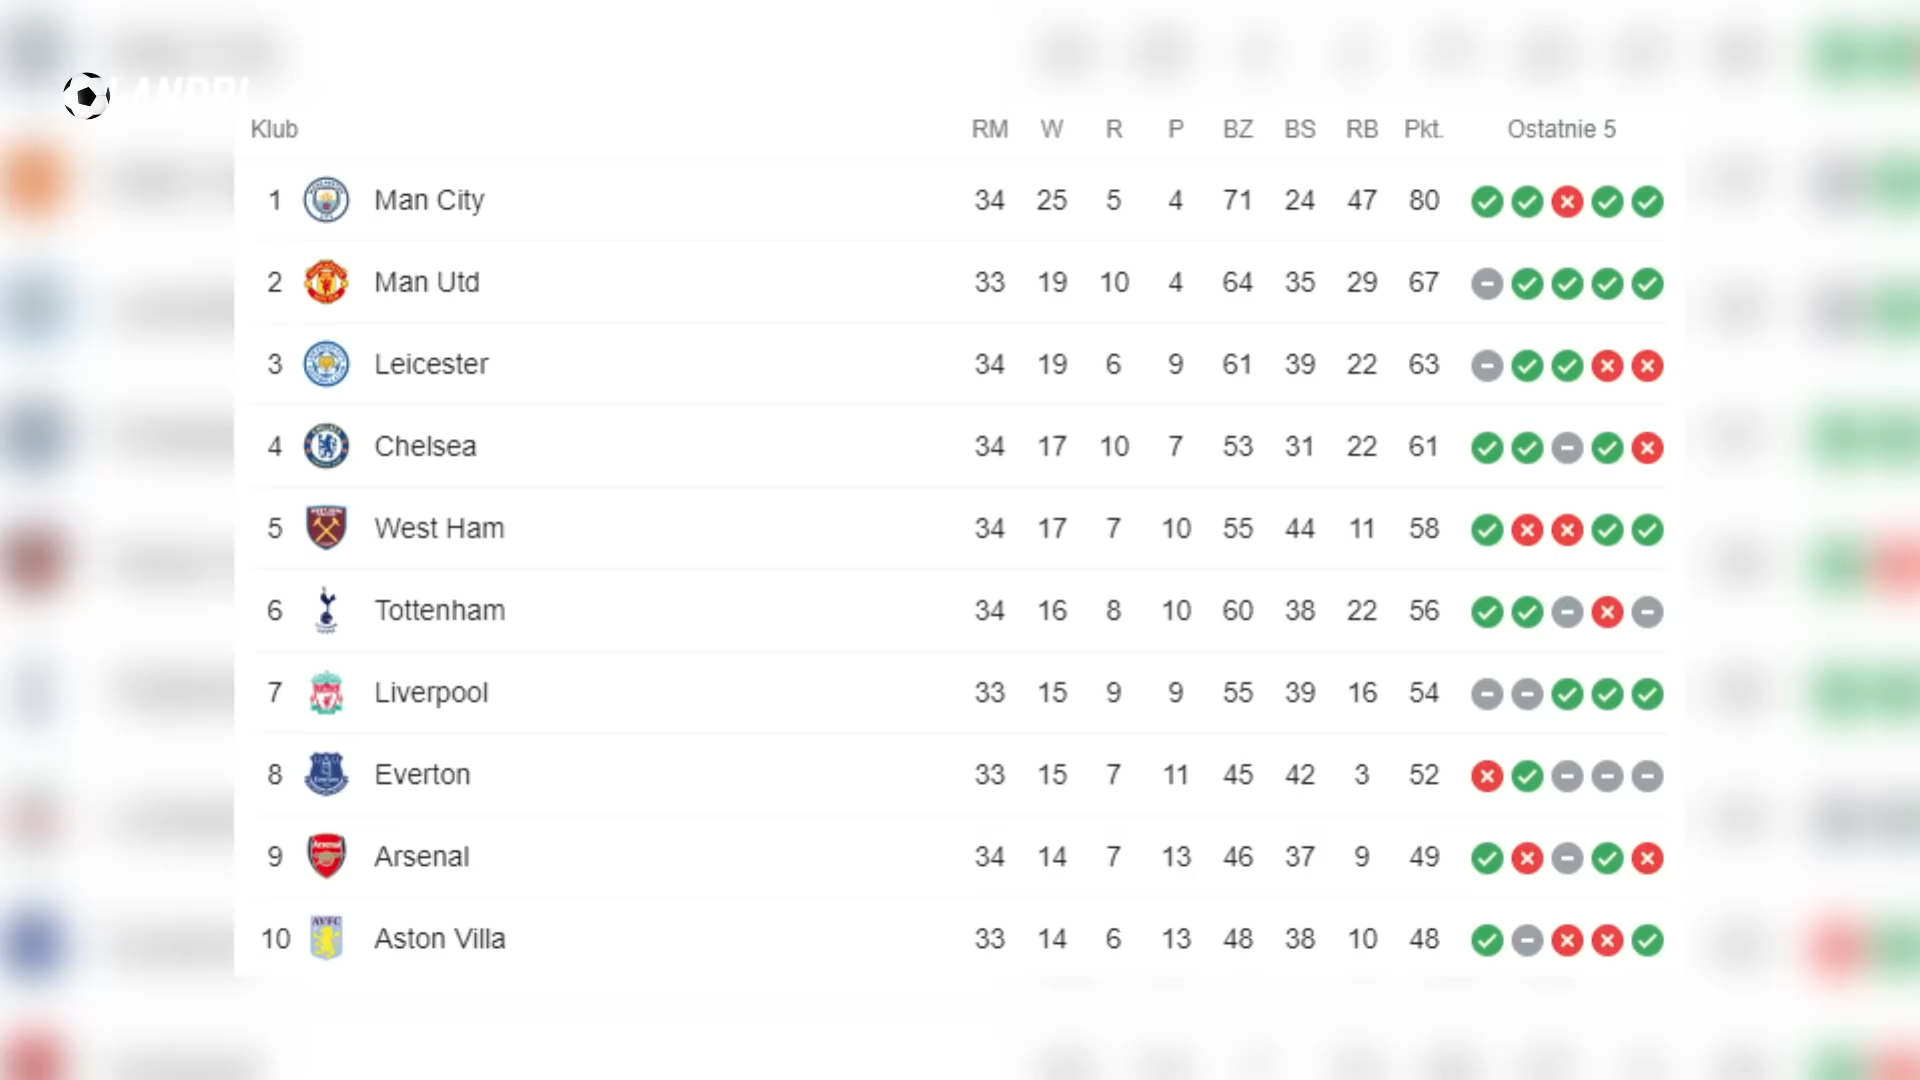 LANDRI
Klub RM W R P BZ BS RB Pkt. Ostatnie 5
1 Man City 34 25 5 4 71 24 47 80
2 Man Utd 33 19 10 4 64 35 29 67
3 Leicester 34 19 6 9 61 39 22 63
4 Chelsea 34 17 10 7 53 31 22 61
5 West Ham 34 17 7 10 55 44 11 58
6 Tottenham 34 16 8 10 60 38 22 56
7 Liverpool 33 15 9 9 55 39 16 54
8 Everton 33 15 7 11 45 42 3 52
9 Arsenal 34 14 7 13 46 37 9 49
10 Aston Villa 33 14 6 13 48 38 10 48